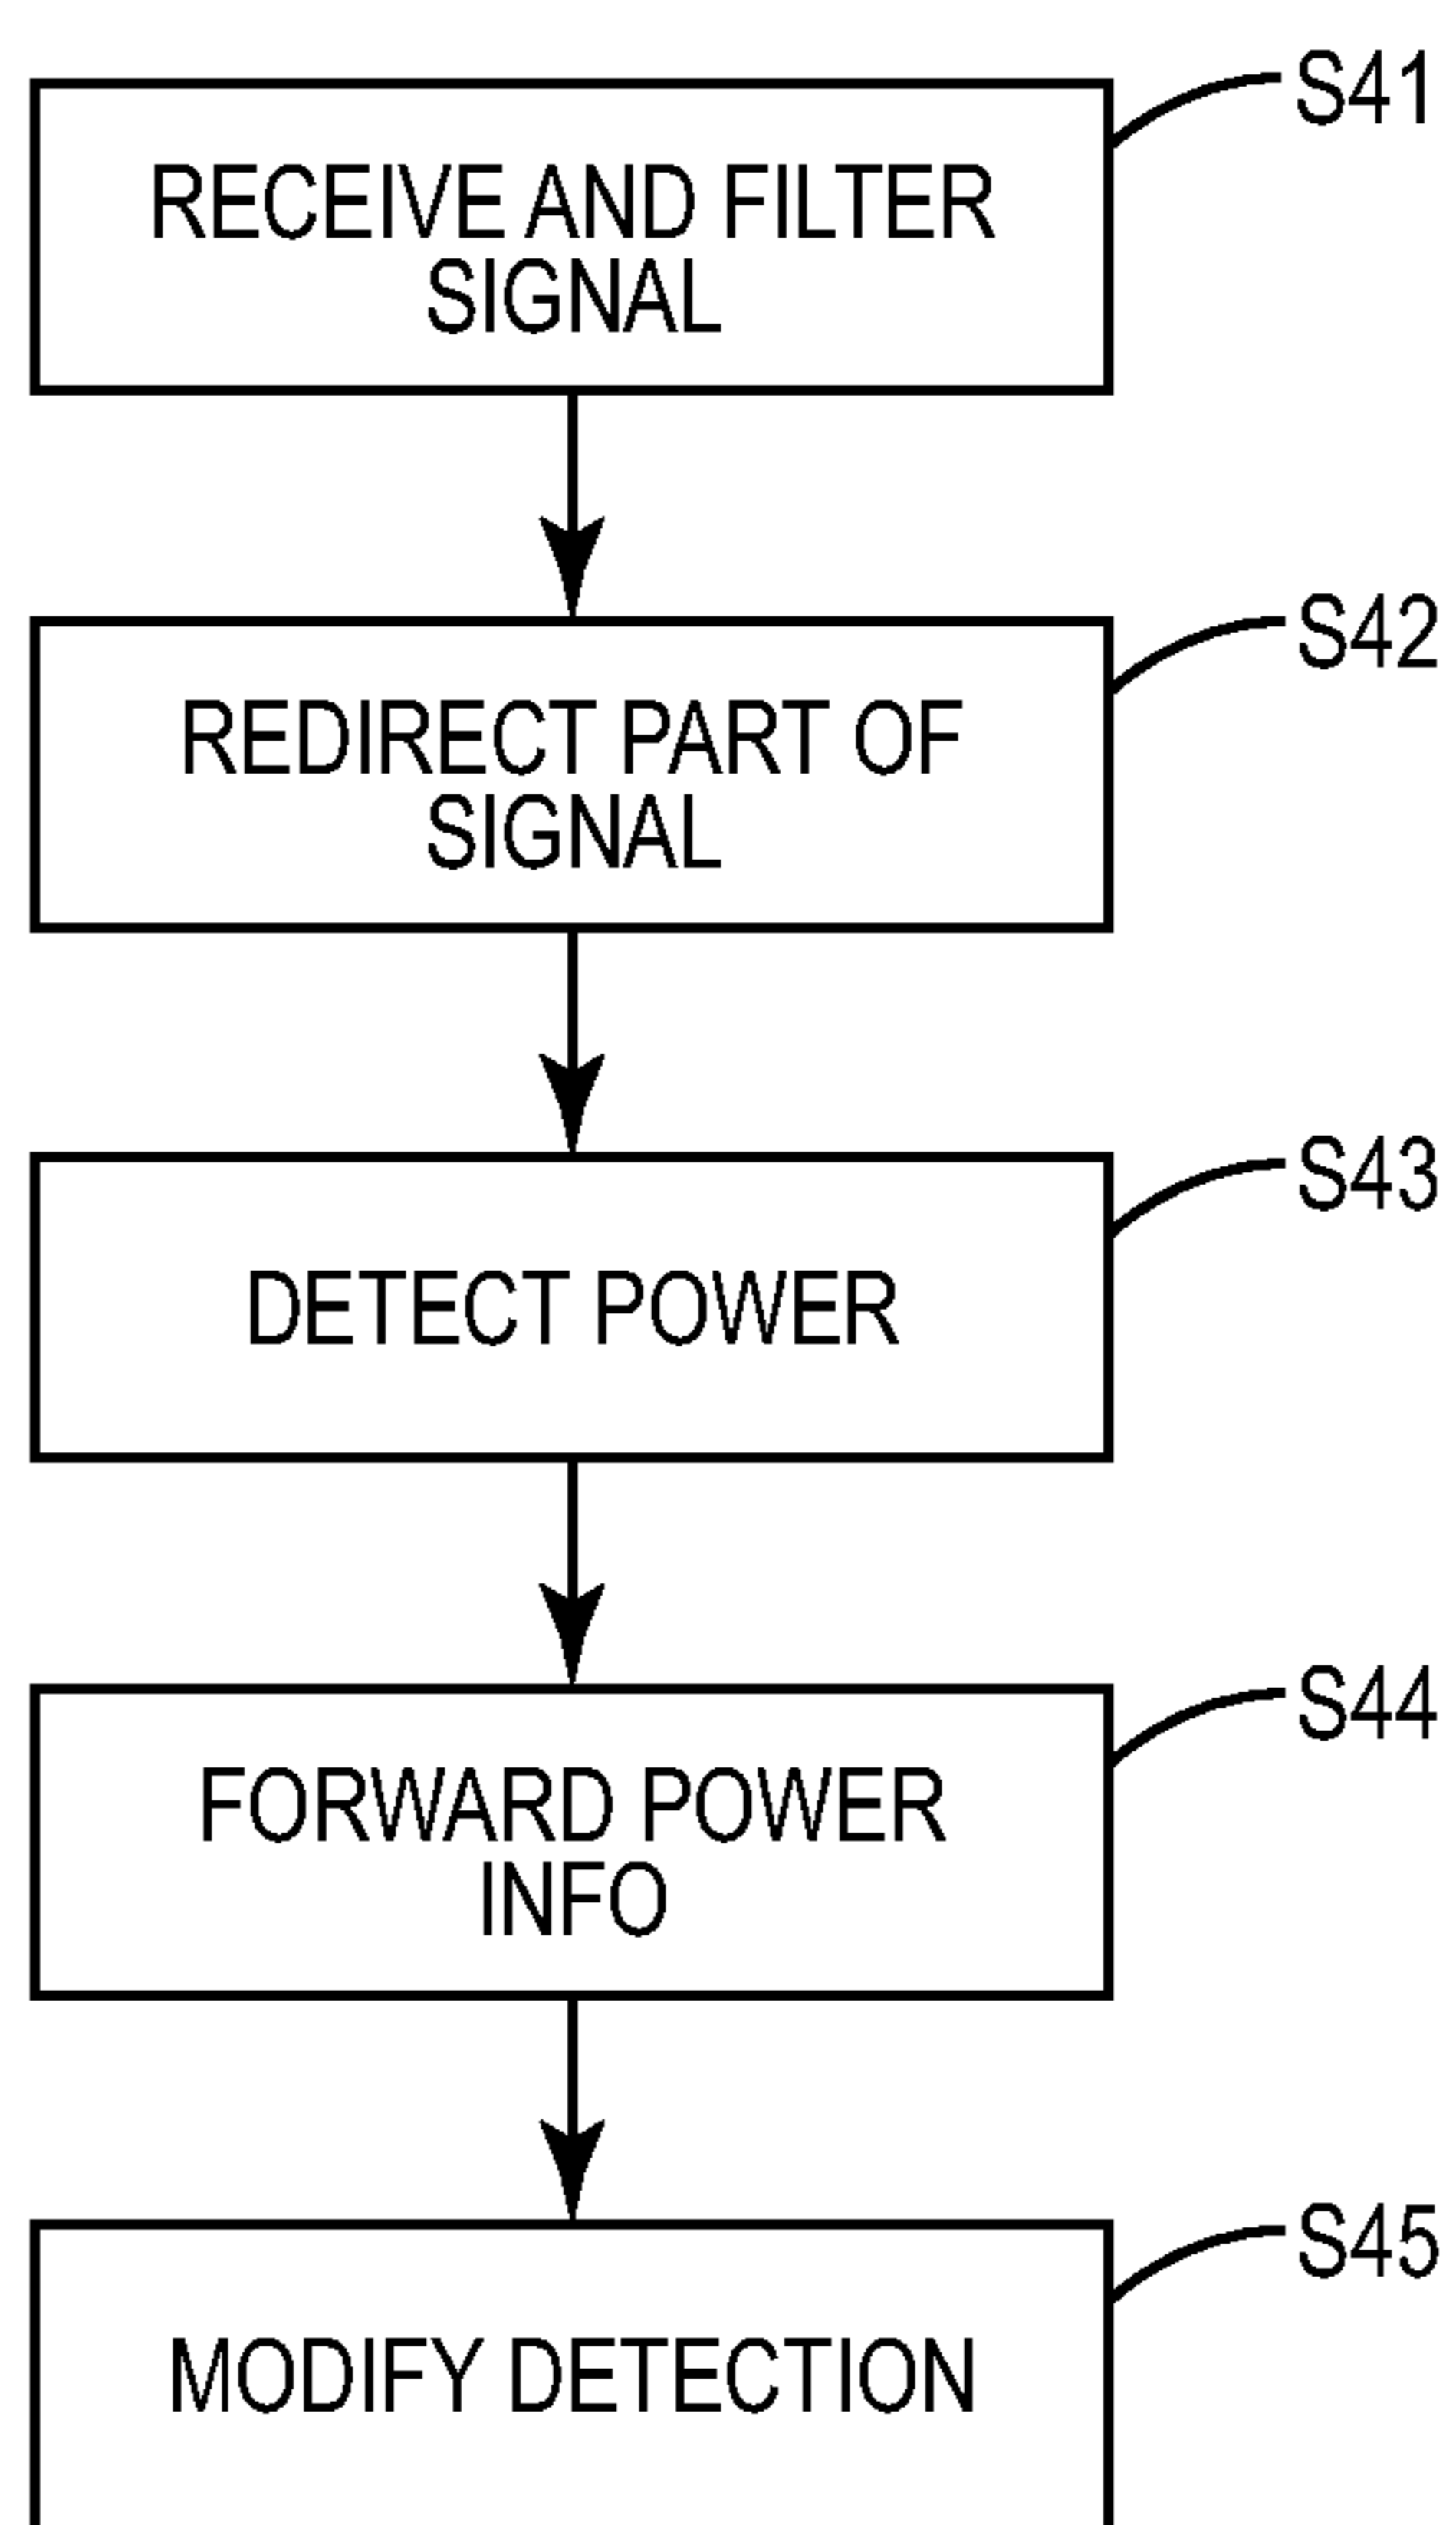 S41
RECEIVE AND FILTER
SIGNAL
S42
REDIRECT PART OF
SIGNAL
S43
DETECT POWER
S44
FORWARD POWER
INFO
S45
MODIFY DETECTION